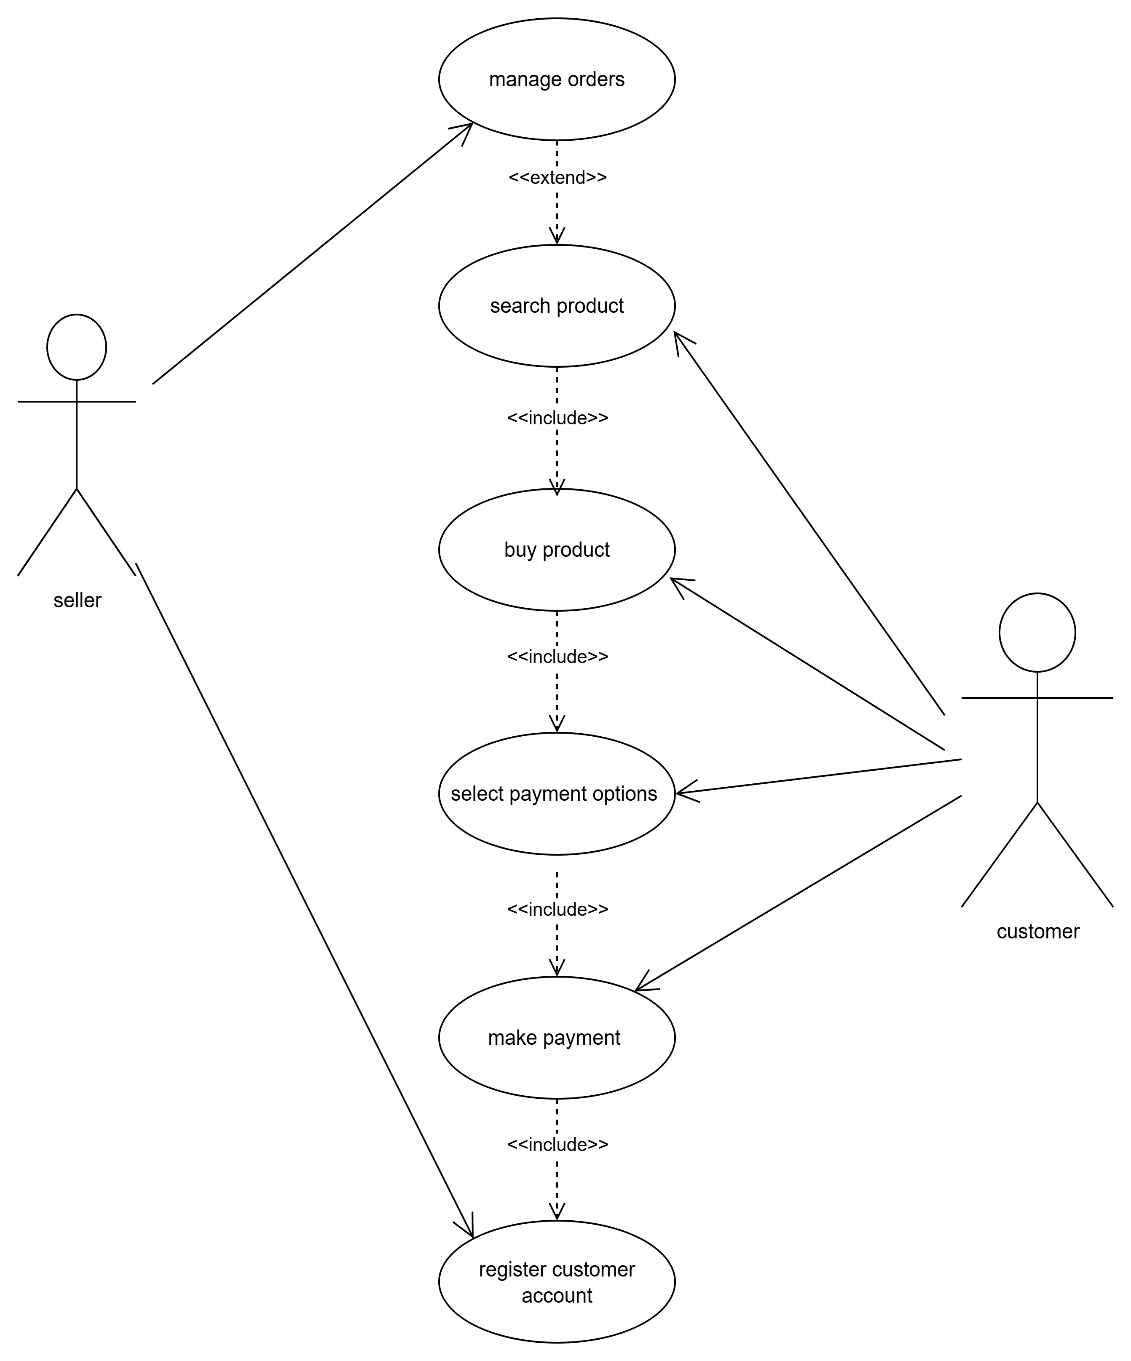 manage orders
<<extend>>
search product
<<include>>
buy product
seller
<<include>>
select payment options
<<include>>
customer
make payment
<<include>>
register customer
account